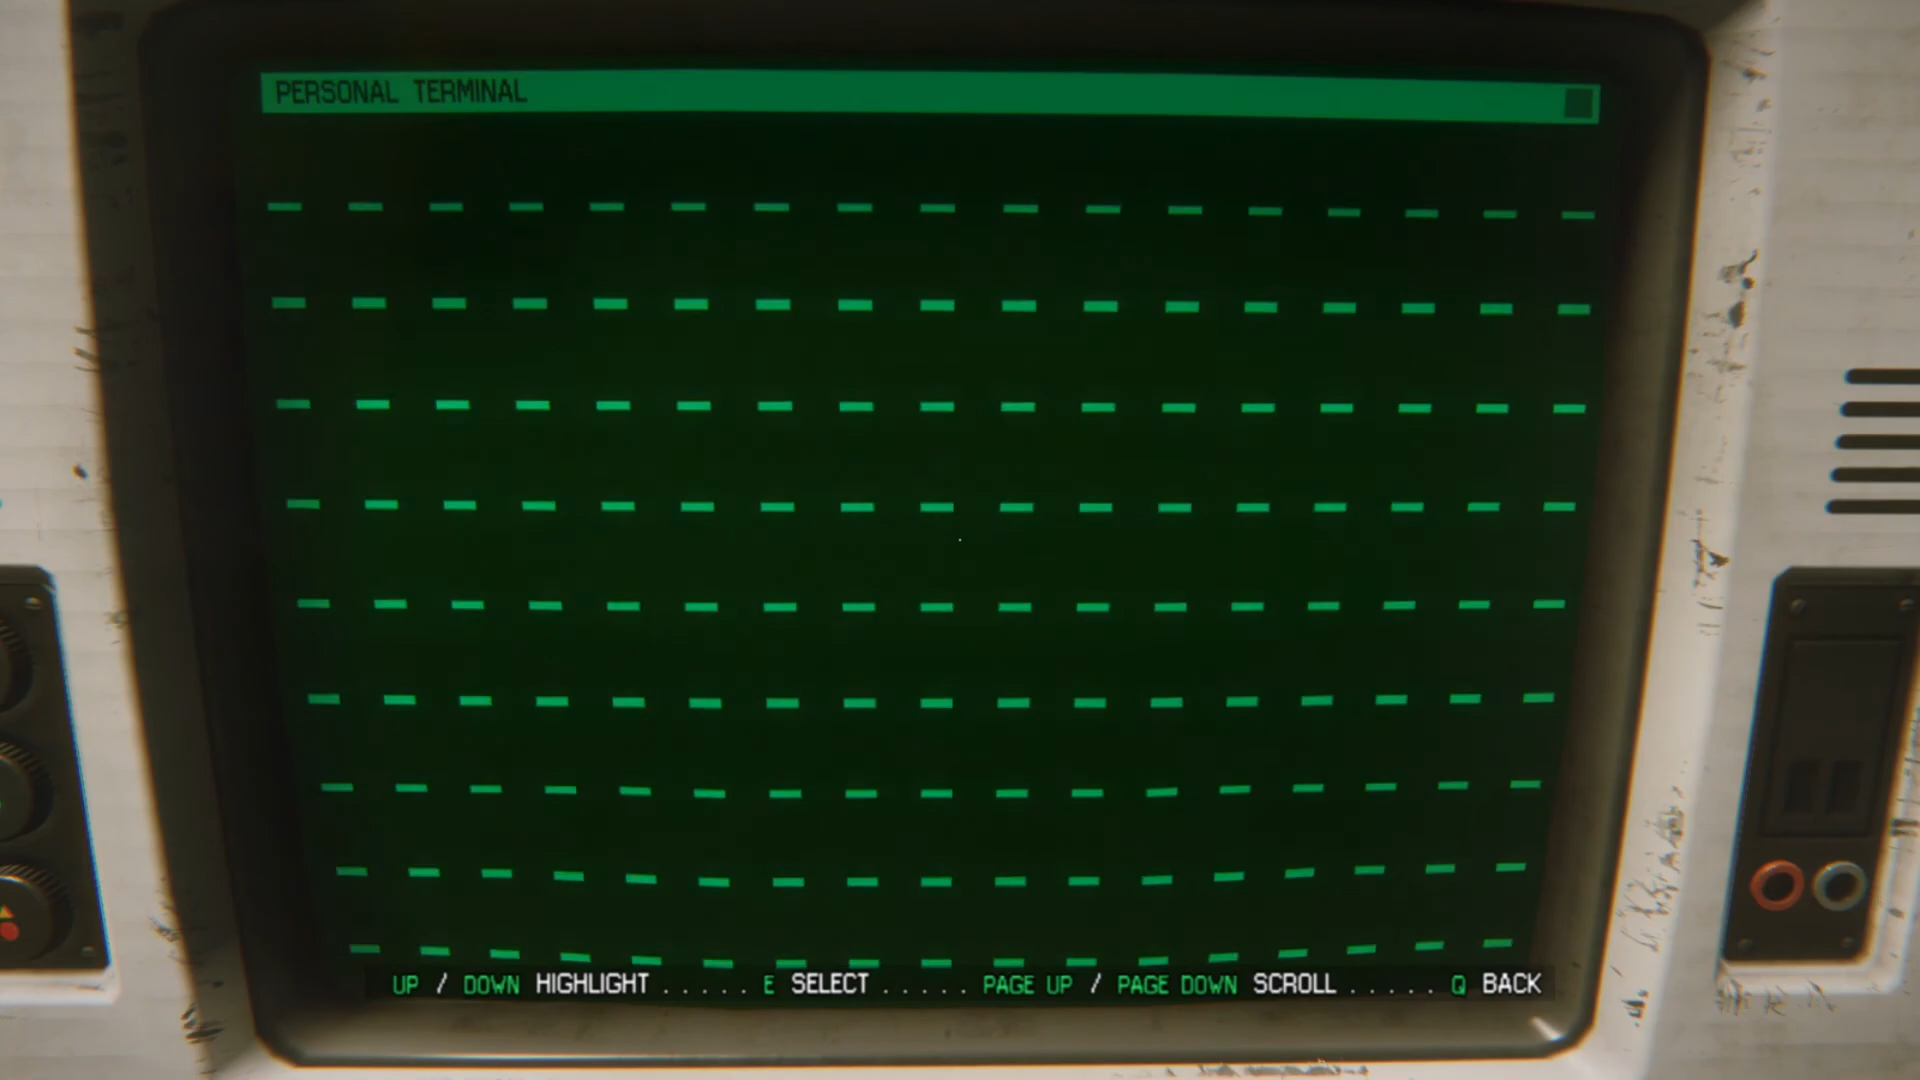 PERSONAL TERMINAL
UP / DOWN HIGHLIGHT ..... E SELECT ..... PAGE UP / PAGE DOWN SCROLL ..... Q BACK